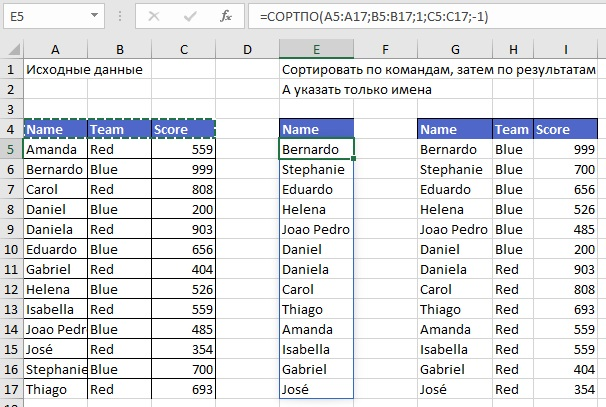 E5 =СОРТПО(A5:A17;B5:B17;1;C5:C17;-1)
A B C D E F G H I
1 Исходные данные Сортировать по командам, затем по результатам
2 А указать только имена
3
4 Name Team Score Name Name Team Score
5 Amanda Red 559 Bernardo Bernardo Blue 999
6 Bernardo Blue 999 Stephanie Stephanie Blue 700
7 Carol Red 808 Eduardo Eduardo Blue 656
8 Daniel Blue 200 Helena Helena Blue 526
9 Daniela Red 903 Joao Pedro Joao Pedro Blue 485
10 Eduardo Blue 656 Daniel Daniel Blue 200
11 Gabriel Red 404 Daniela Daniela Red 903
12 Helena Blue 526 Carol Carol Red 808
13 Isabella Red 559 Thiago Thiago Red 693
14 Joao Pedr Blue 485 Amanda Amanda Red 559
15 José Red 354 Isabella Isabella Red 559
16 Stephanie Blue 700 Gabriel Gabriel Red 404
17 Thiago Red 693 José José Red 354